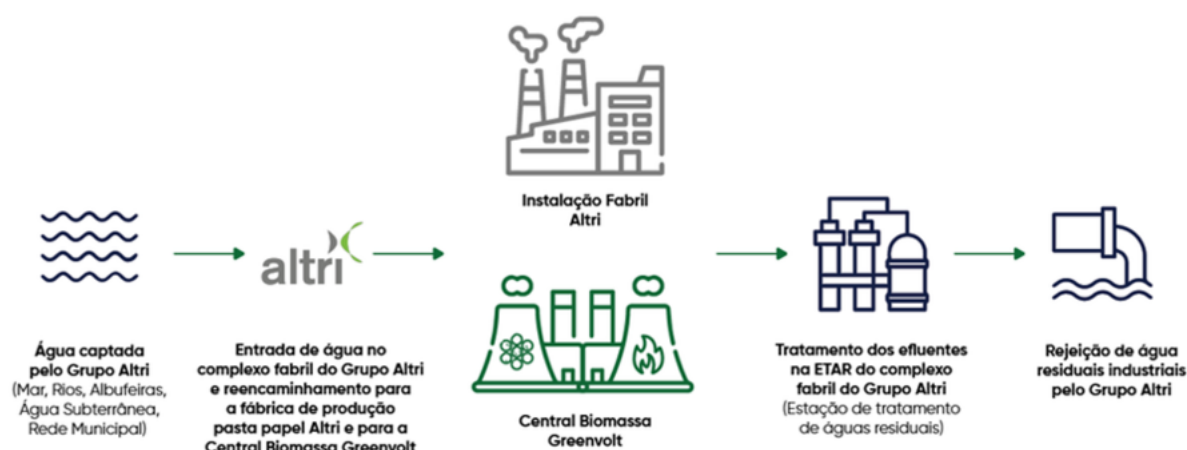 Água captada
pelo Grupo Altri
(Mar, Rios, Albufeiras,
Água Subterrânea,
Rede Municipal)
altri
Entrada de água no
complexo fabril do Grupo Altri
e reencaminhamento para
a fábrica de produção
pasta papel Altri e para a
Central Biomassa Greenvolt
Instalação Fabril
Altri
Central Biomassa
Greenvolt
Tratamento dos efluentes
na ETAR do complexo
fabril do Grupo Altri
(Estação de tratamento
de águas residuais)
Rejeição de água
residuais industriais
pelo Grupo Altri